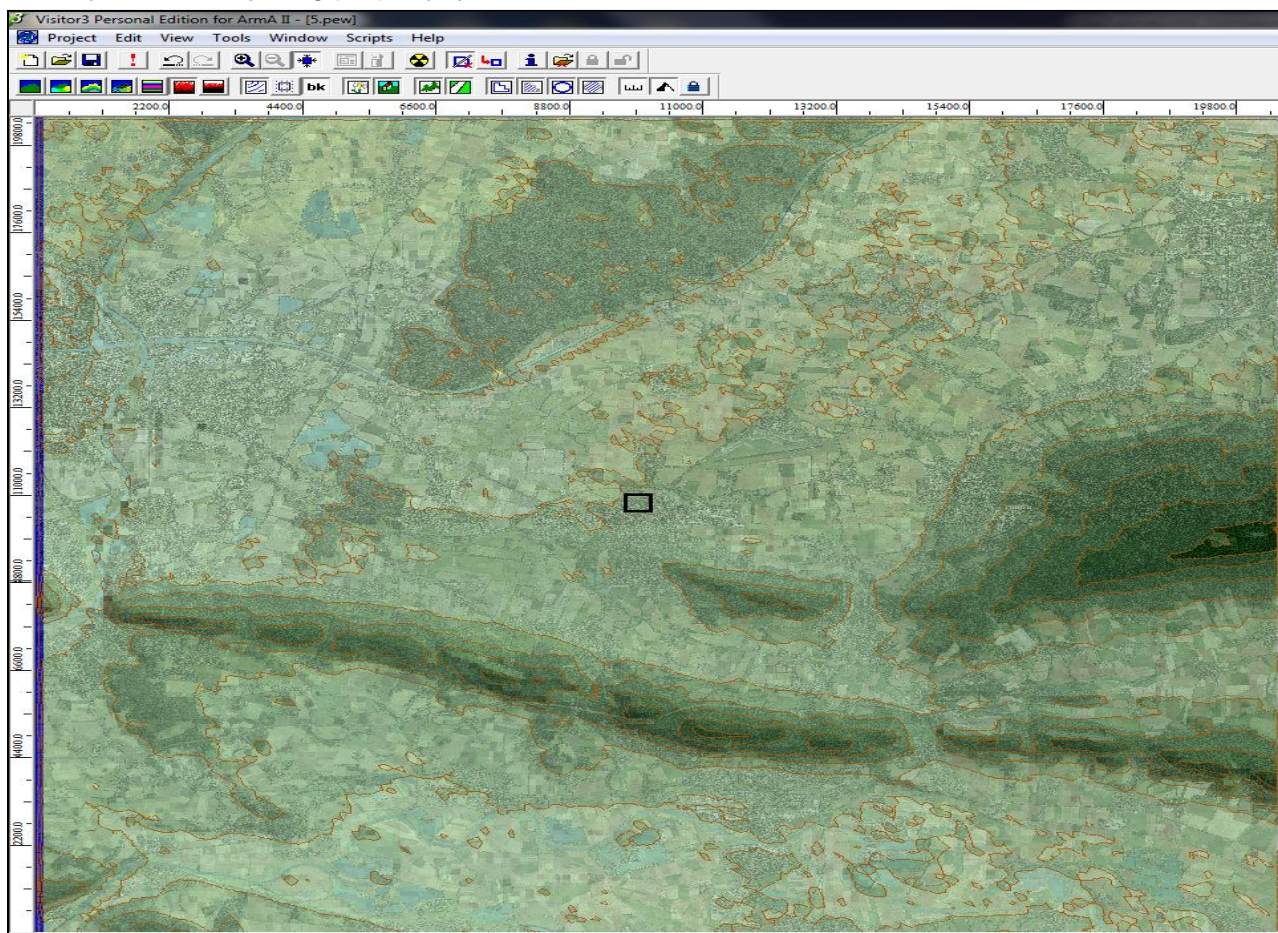 Visitor3 Personal Edition for ArmA II - [5.pew]
Project Edit View Tools Window Scripts Help
bk
2200.0 4400.0 6600.0 8800.0 11000.0 13200.0 15400.0 17600.0 19800.0
19800.0
17600.0
15400.0
13200.0
11000.0
8800.0
6600.0
4400.0
2200.0